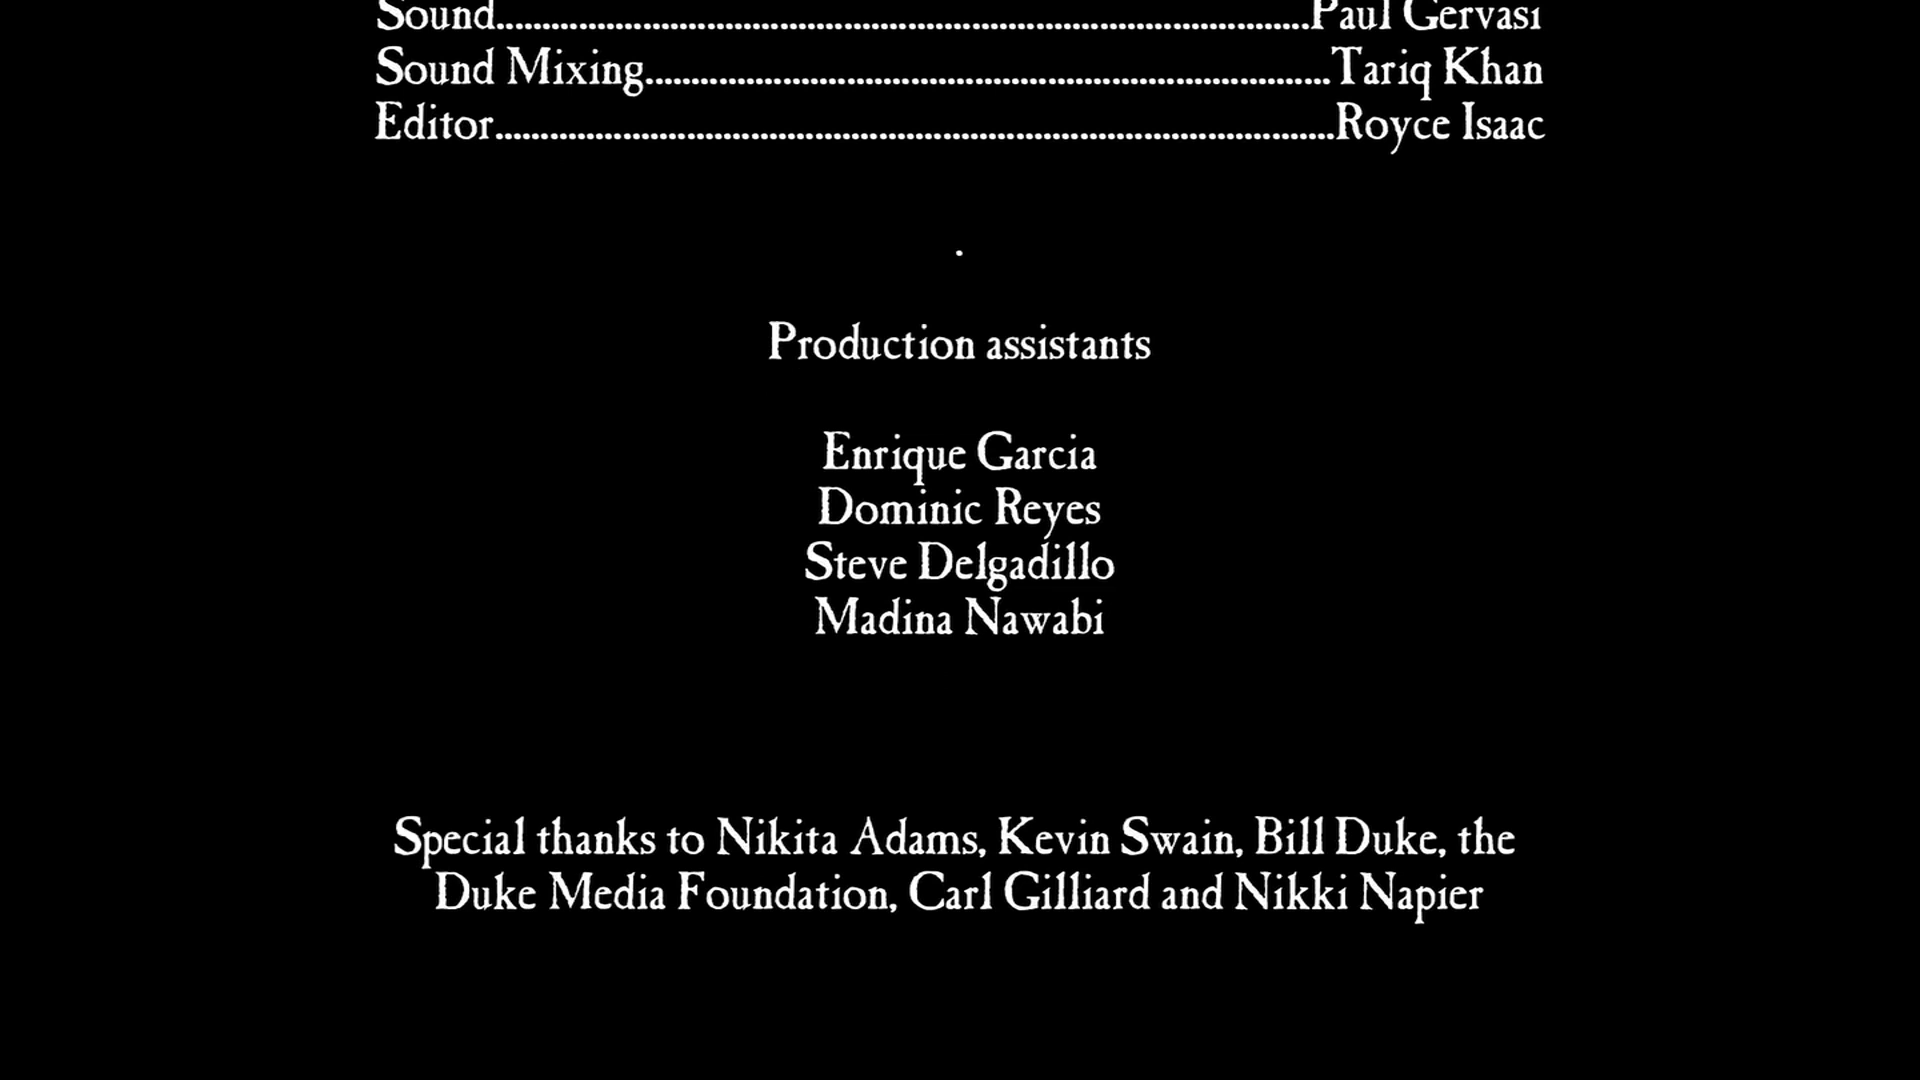 Sound..........................................................................................Paul Gervasi
Sound Mixing............................................................................Tariq Khan
Editor.............................................................................................Royce Isaac
.
Production assistants
Enrique Garcia
Dominic Reyes
Steve Delgadillo
Madina Nawabi
Special thanks to Nikita Adams, Kevin Swain, Bill Duke, the
Duke Media Foundation, Carl Gilliard and Nikki Napier